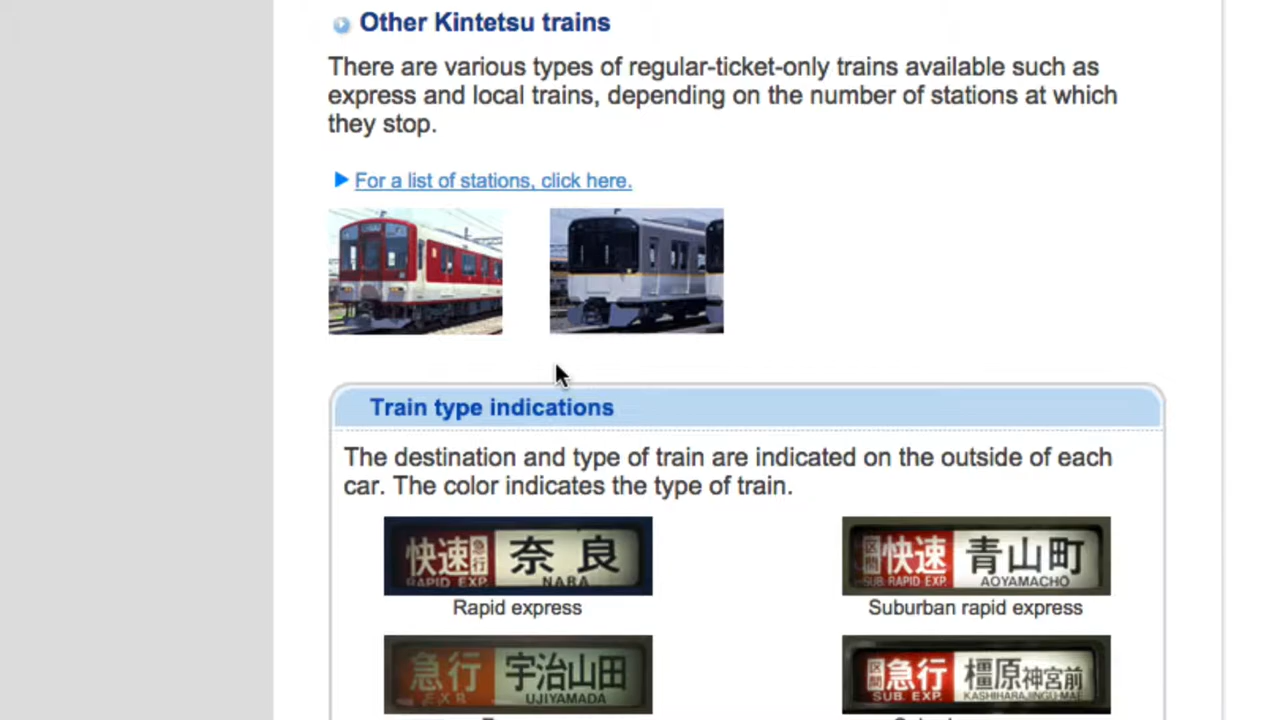 Other Kintetsu trains
There are various types of regular-ticket-only trains available such as
express and local trains, depending on the number of stations at which
they stop.
For a list of stations, click here.
Train type indications
The destination and type of train are indicated on the outside of each
car. The color indicates the type of train.
快速急行 奈良
RAPID EXP. NARA
Rapid express
区間快速 青山町
SUB. RAPID EXP. AOYAMACHŌ
Suburban rapid express
急行 宇治山田
EXP. UJIYAMADA
区間急行 橿原神宮前
SUB. EXP. KASHIHARAJINGU-MAE